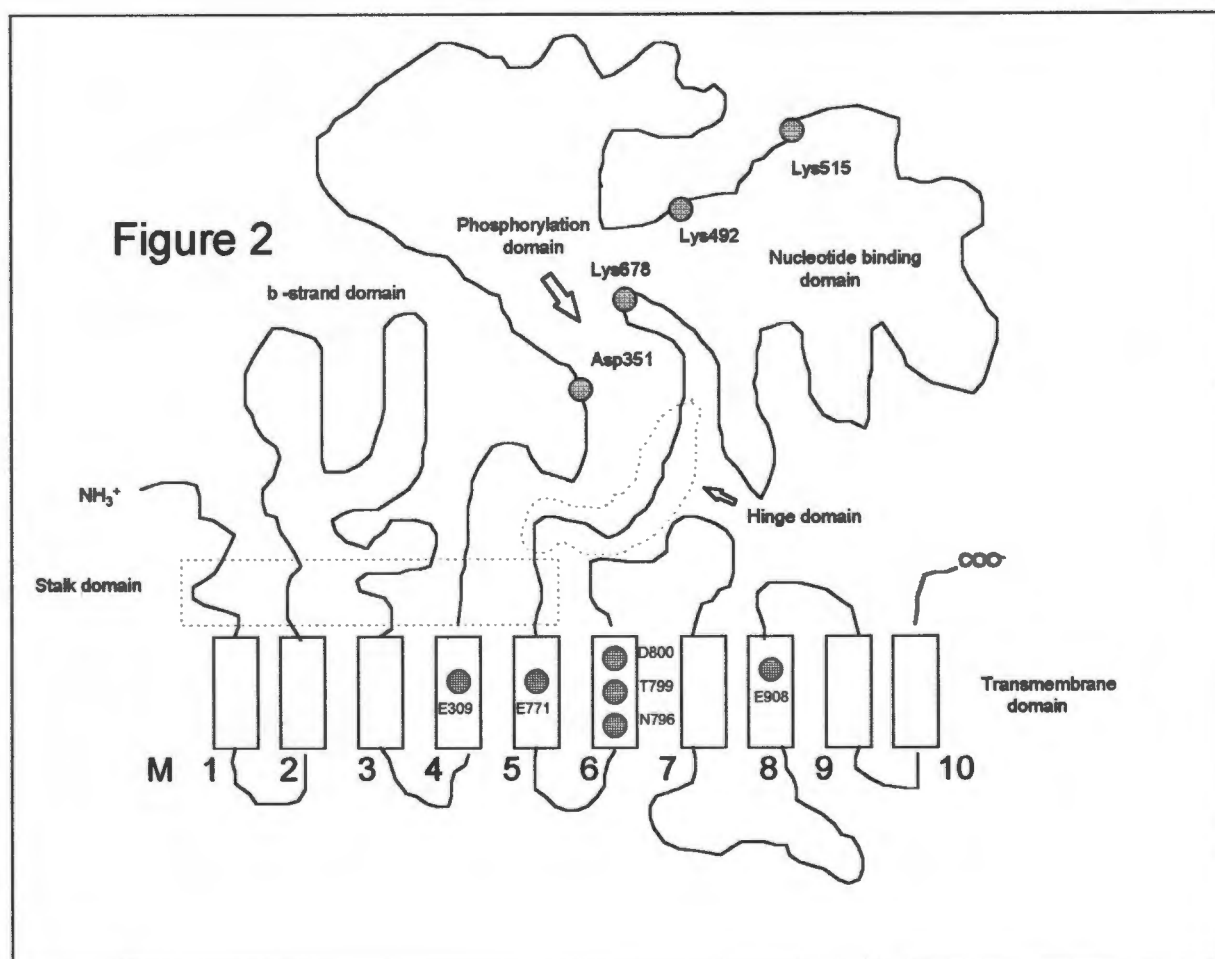 Figure 2
Lys515
Lys492
Phosphorylation
domain
Nucleotide binding
domain
Lys678
b -strand domain
Asp351
NH₃⁺
Hinge domain
COO⁻
Stalk domain
D800
T799
N796
E309
E771
E908
Transmembrane
domain
M 1 2 3 4 5 6 7 8 9 10